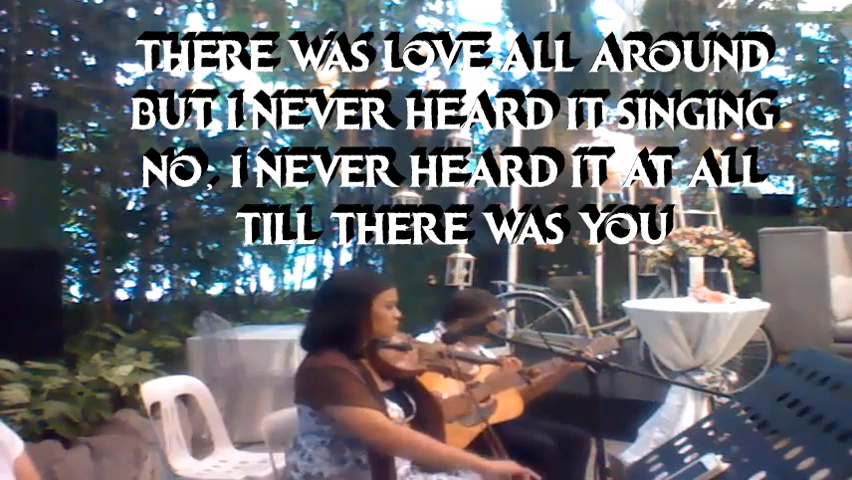 THERE WAS LOVE ALL AROUND
BUT I NEVER HEARD IT SINGING
NO, I NEVER HEARD IT AT ALL
TILL THERE WAS YOU